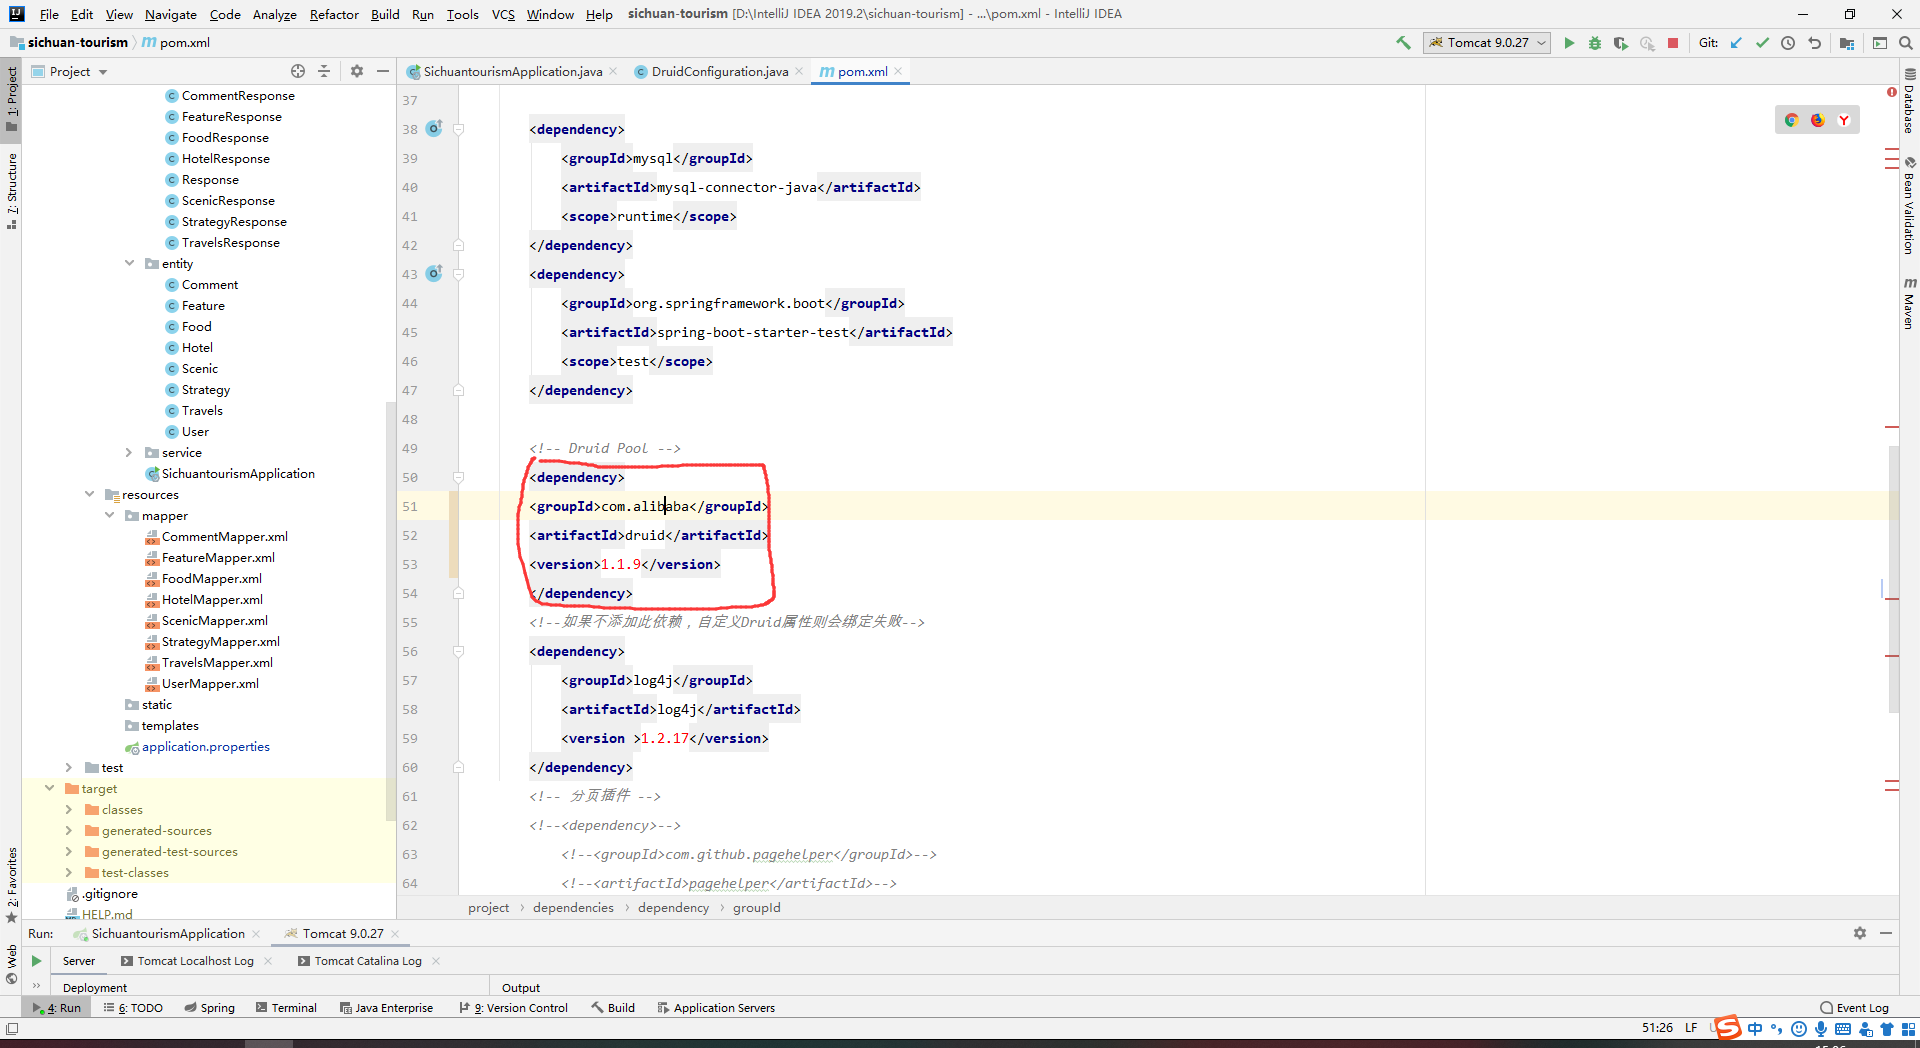 File Edit View Navigate Code Analyze Refactor Build Run Tools VCS Window Help sichuan-tourism [D:\IntelliJ IDEA 2019.2\sichuan-tourism] - ...\pom.xml - IntelliJ IDEA
sichuan-tourism pom.xml Tomcat 9.0.27 Git:
Project
SichuantourismApplication.java DruidConfiguration.java pom.xml
1: Project
7: Structure
2: Favorites
Web
CommentResponse
FeatureResponse
FoodResponse
HotelResponse
Response
ScenicResponse
StrategyResponse
TravelsResponse
entity
Comment
Feature
Food
Hotel
Scenic
Strategy
Travels
User
service
SichuantourismApplication
resources
mapper
CommentMapper.xml
FeatureMapper.xml
FoodMapper.xml
HotelMapper.xml
ScenicMapper.xml
StrategyMapper.xml
TravelsMapper.xml
UserMapper.xml
static
templates
application.properties
test
target
classes
generated-sources
generated-test-sources
test-classes
.gitignore
HELP.md
37
38 <dependency>
39 <groupId>mysql</groupId>
40 <artifactId>mysql-connector-java</artifactId>
41 <scope>runtime</scope>
42 </dependency>
43 <dependency>
44 <groupId>org.springframework.boot</groupId>
45 <artifactId>spring-boot-starter-test</artifactId>
46 <scope>test</scope>
47 </dependency>
48
49 <!-- Druid Pool -->
50 <dependency>
51 <groupId>com.alibaba</groupId>
52 <artifactId>druid</artifactId>
53 <version>1.1.9</version>
54 </dependency>
55 <!--如果不添加此依赖，自定义Druid属性则会绑定失败-->
56 <dependency>
57 <groupId>log4j</groupId>
58 <artifactId>log4j</artifactId>
59 <version >1.2.17</version>
60 </dependency>
61 <!-- 分页插件 -->
62 <!--<dependency>-->
63 <!--<groupId>com.github.pagehelper</groupId>-->
64 <!--<artifactId>pagehelper</artifactId>-->
project › dependencies › dependency › groupId
Database
Bean Validation
Maven
Run: SichuantourismApplication Tomcat 9.0.27
Server Tomcat Localhost Log Tomcat Catalina Log
Deployment Output
4: Run 6: TODO Spring Terminal Java Enterprise 9: Version Control Build Application Servers Event Log
51:26 LF 中